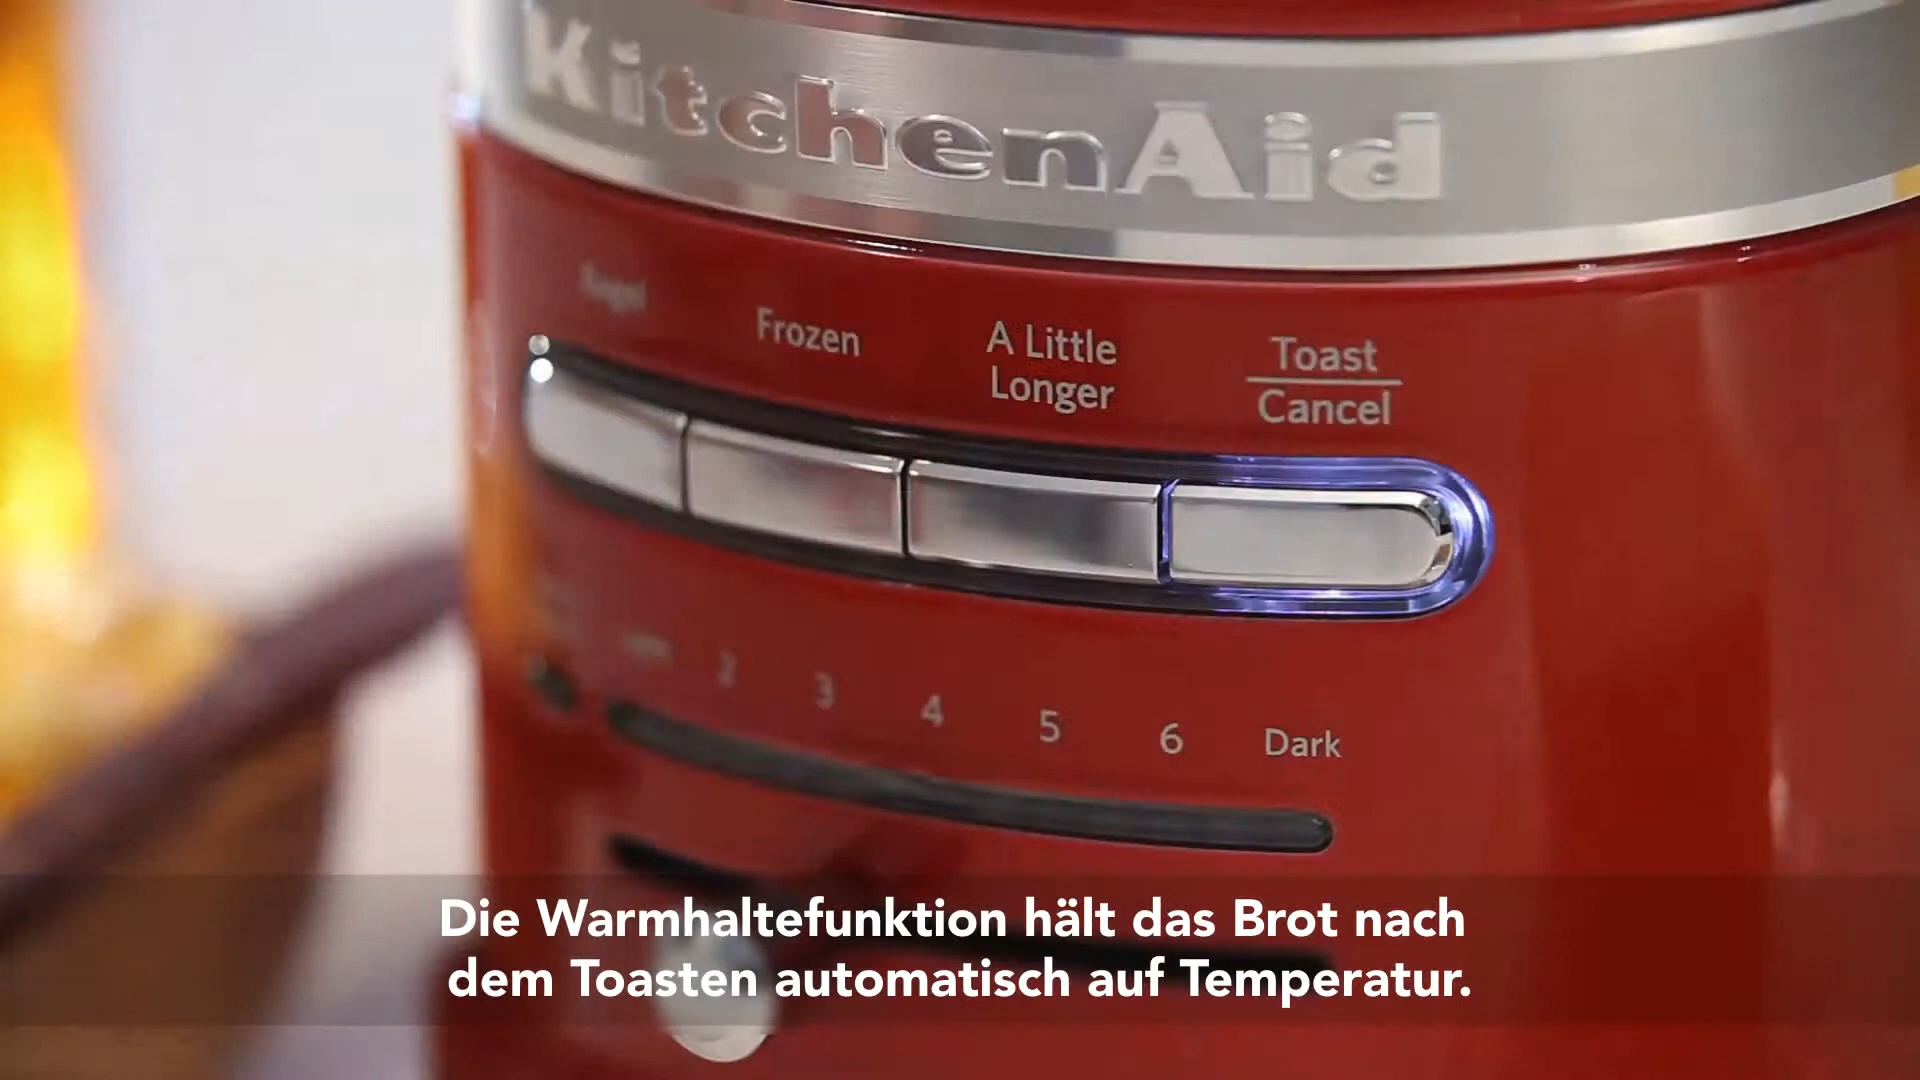 KitchenAid
Bagel
Frozen
A Little
Longer
Toast
Cancel
2 3 4 5 6 Dark
Die Warmhaltefunktion hält das Brot nach
dem Toasten automatisch auf Temperatur.